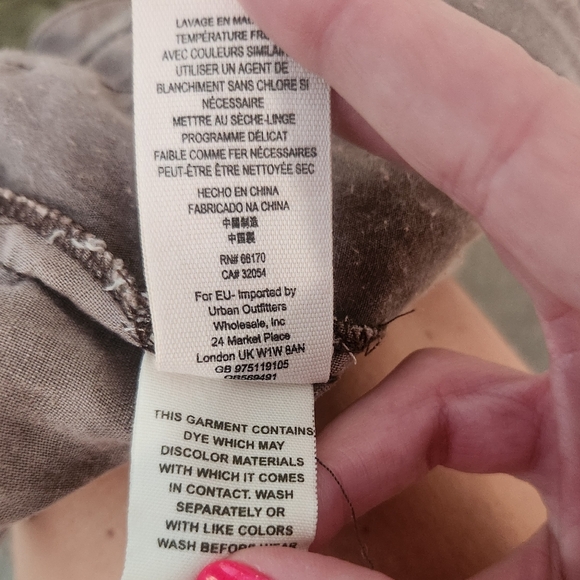 LAVAGE EN
TEMPÉRATURE
AVEC COULEURS
UTILISER UN AGENT DE
BLANCHIMENT SANS CHLORE SI
NÉCESSAIRE
METTRE AU SÈCHE-LINGE
PROGRAMME DÉLICAT
FAIBLE COMME FER NÉCESSAIRES
PEUT-ÊTRE ÊTRE NETTOYÉE SEC
HECHO EN CHINA
FABRICADO NA CHINA
中國制造
中国製
RN# 66170
CA# 32054
For EU- Imported by
Urban Outfitters
Wholesale, Inc
24 Market Place
London UK W1W 8AN
GB 975119105
THIS GARMENT CONTAINS
DYE WHICH MAY
DISCOLOR MATERIALS
WITH WHICH IT COMES
IN CONTACT. WASH
SEPARATELY OR
WITH LIKE COLORS
WASH BEFORE WEAR